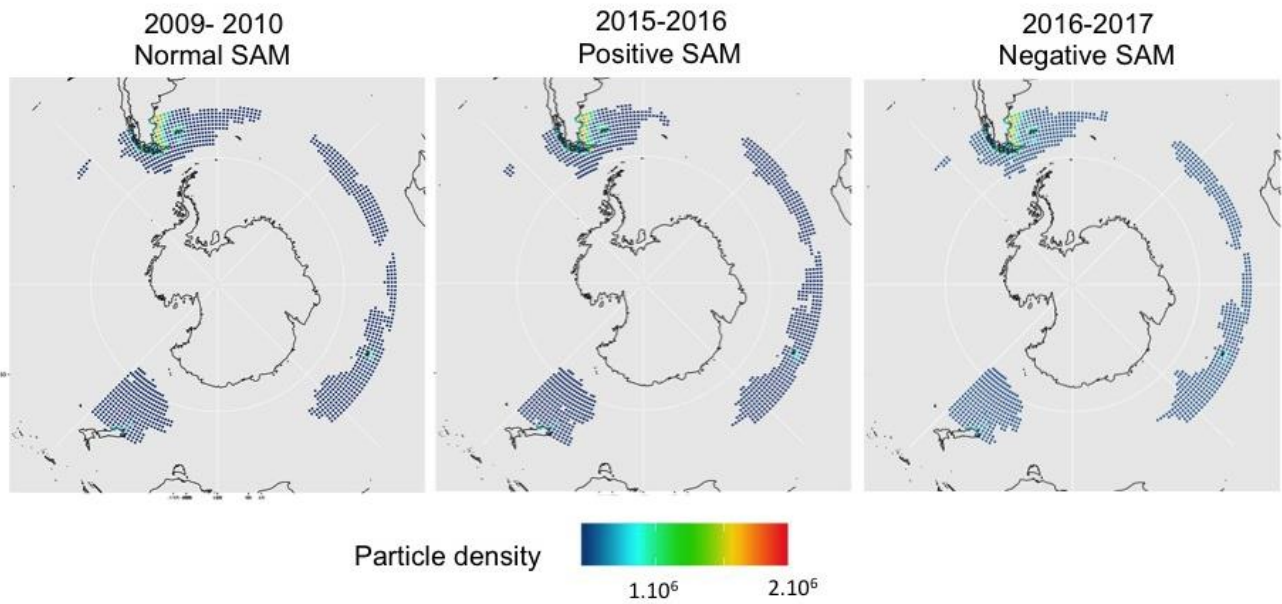 2009- 2010
Normal SAM
2015-2016
Positive SAM
2016-2017
Negative SAM
Particle density
1.10⁶
2.10⁶